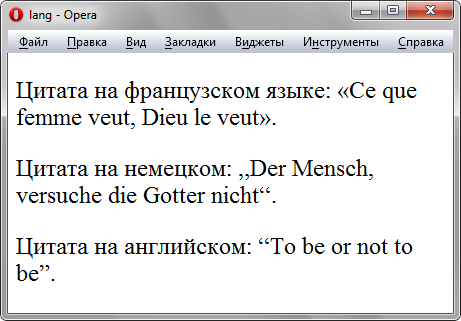 lang - Opera
Файл Правка Вид Закладки Виджеты Инструменты Справка
Цитата на французском языке: «Ce que
femme veut, Dieu le veut».
Цитата на немецком: „Der Mensch,
versuche die Gotter nicht“.
Цитата на английском: “To be or not to
be”.